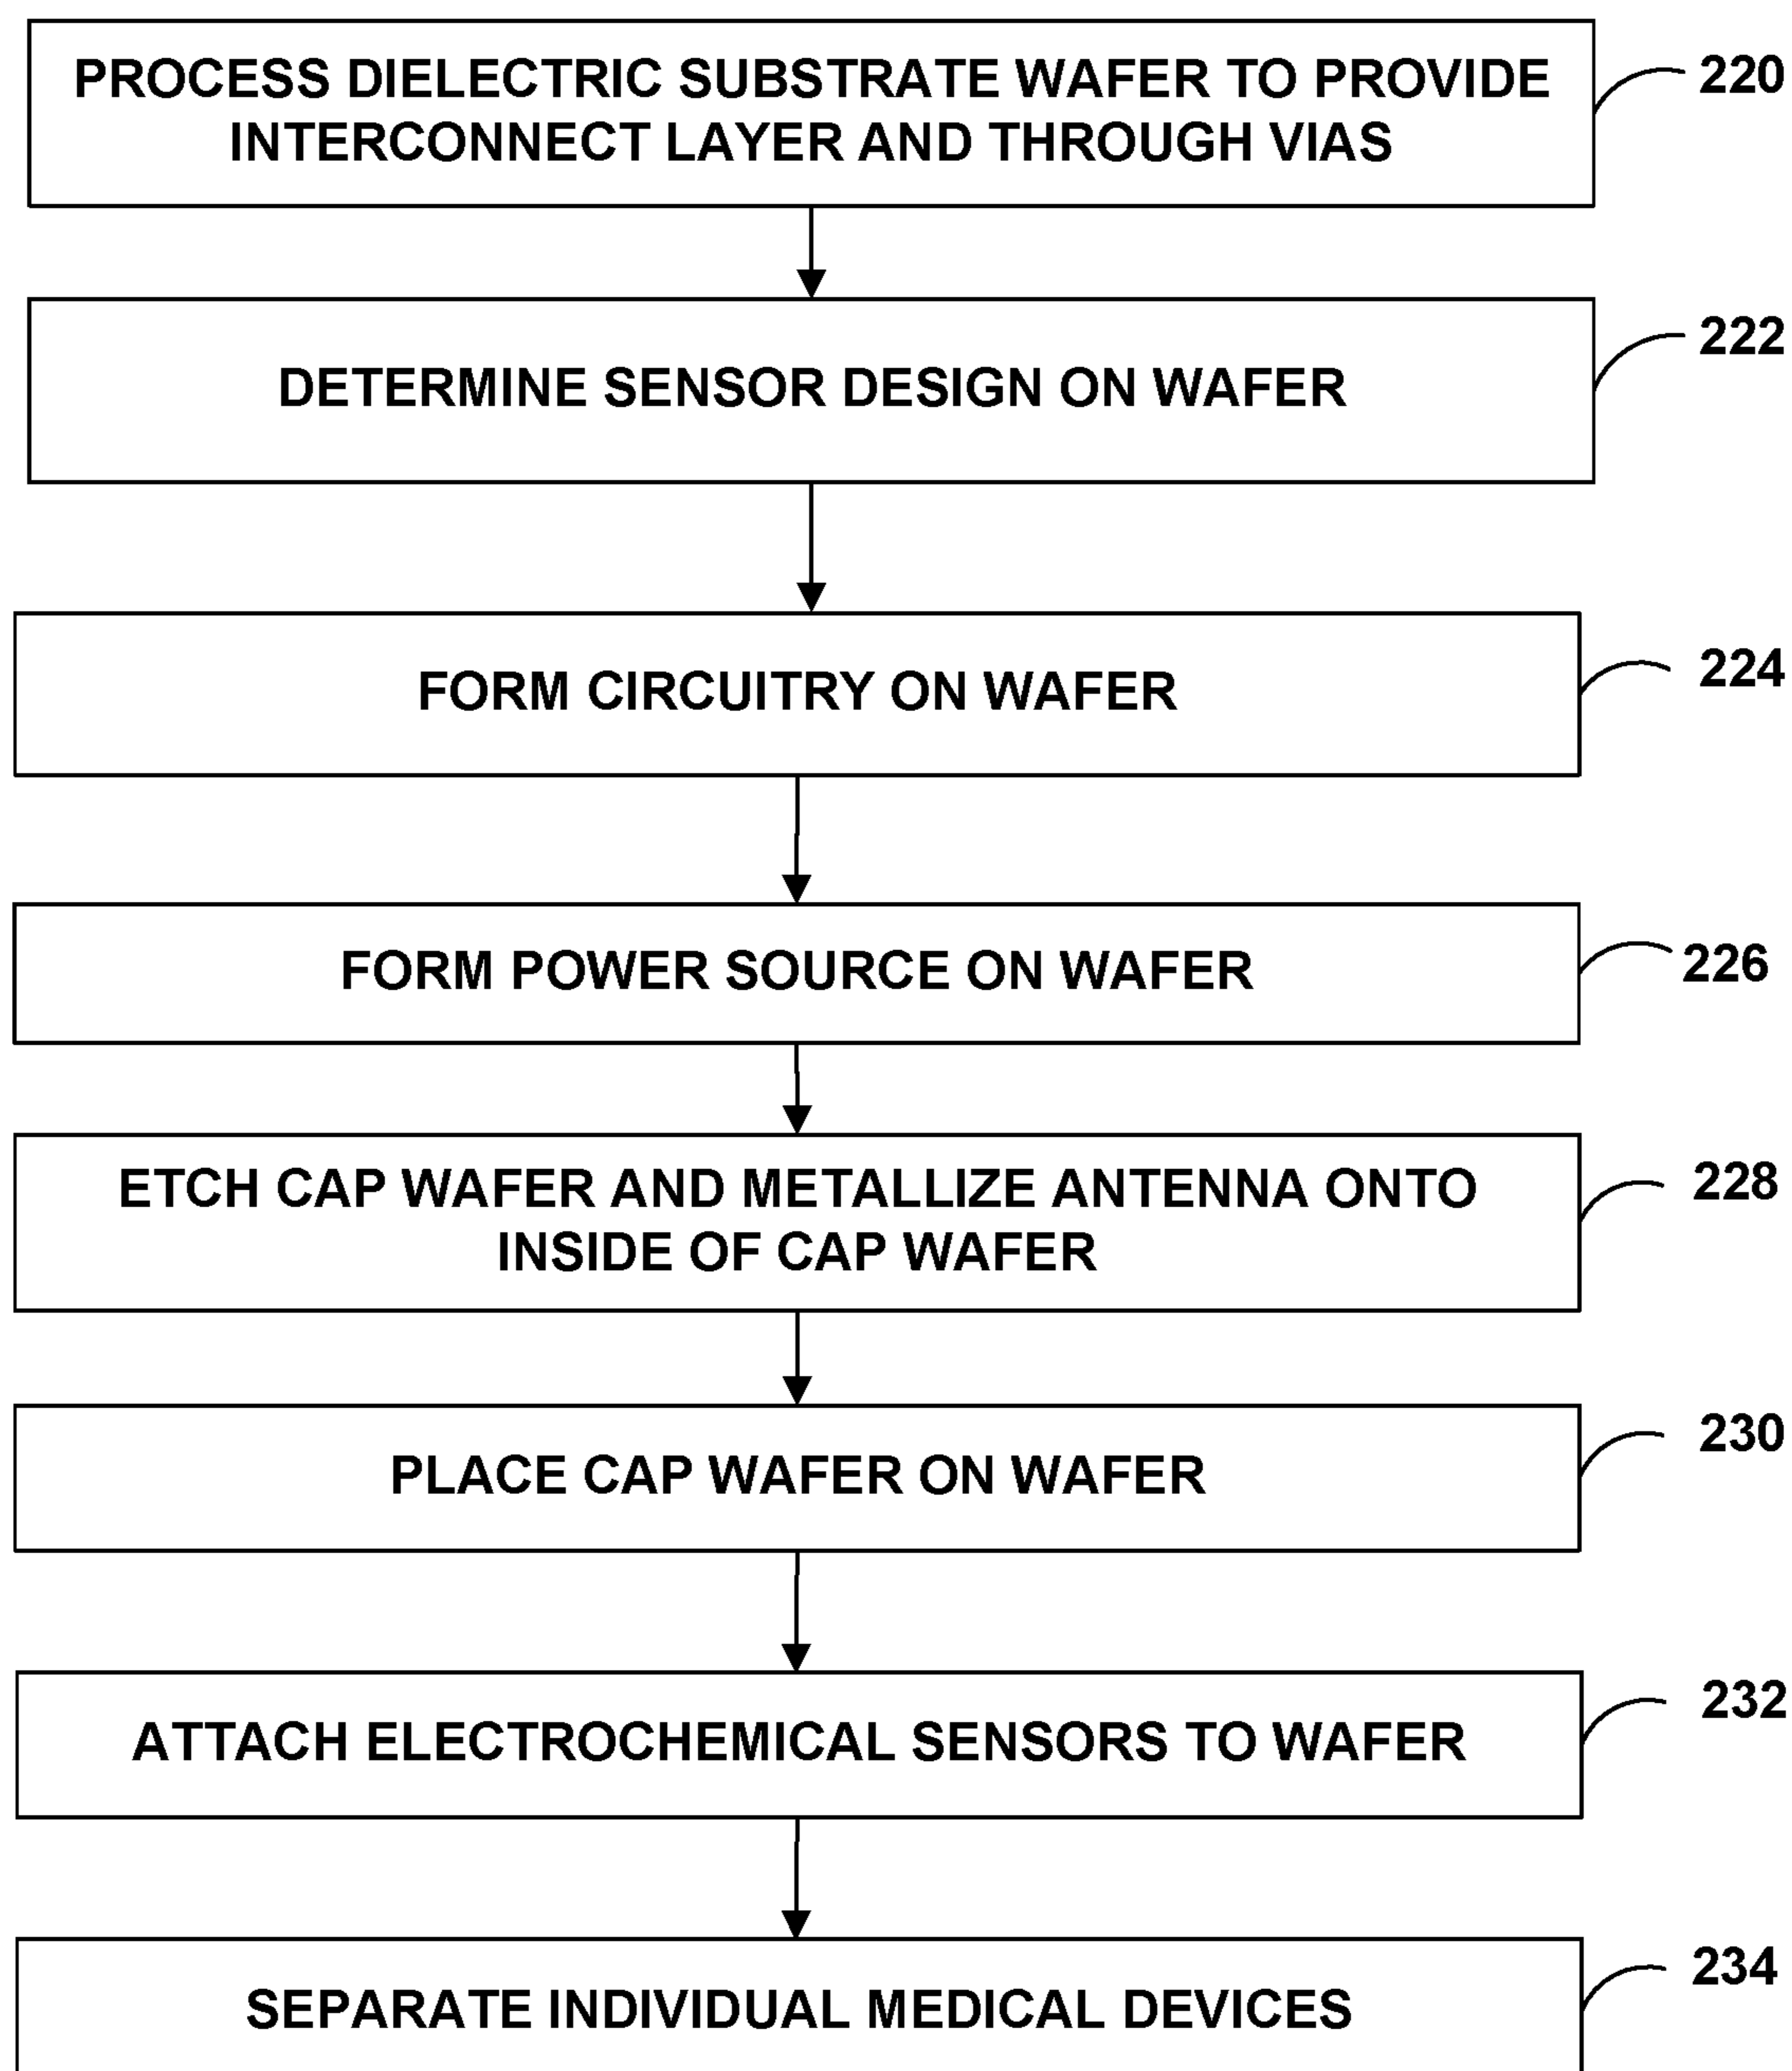 PROCESS DIELECTRIC SUBSTRATE WAFER TO PROVIDE
INTERCONNECT LAYER AND THROUGH VIAS
220
DETERMINE SENSOR DESIGN ON WAFER
222
FORM CIRCUITRY ON WAFER
224
FORM POWER SOURCE ON WAFER
226
ETCH CAP WAFER AND METALLIZE ANTENNA ONTO
INSIDE OF CAP WAFER
228
PLACE CAP WAFER ON WAFER
230
ATTACH ELECTROCHEMICAL SENSORS TO WAFER
232
SEPARATE INDIVIDUAL MEDICAL DEVICES
234